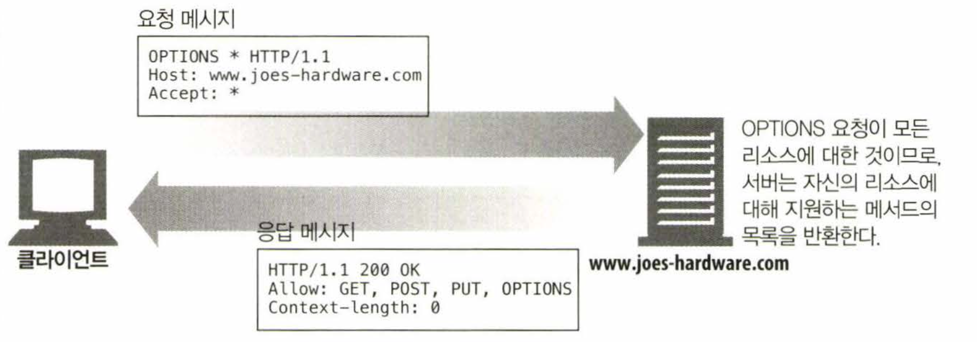 요청 메시지
OPTIONS * HTTP/1.1
Host: www.joes-hardware.com
Accept: *
OPTIONS 요청이 모든
리소스에 대한 것이므로,
서버는 자신의 리소스에
대해 지원하는 메서드의
목록을 반환한다.
클라이언트
www.joes-hardware.com
응답 메시지
HTTP/1.1 200 OK
Allow: GET, POST, PUT, OPTIONS
Context-length: 0